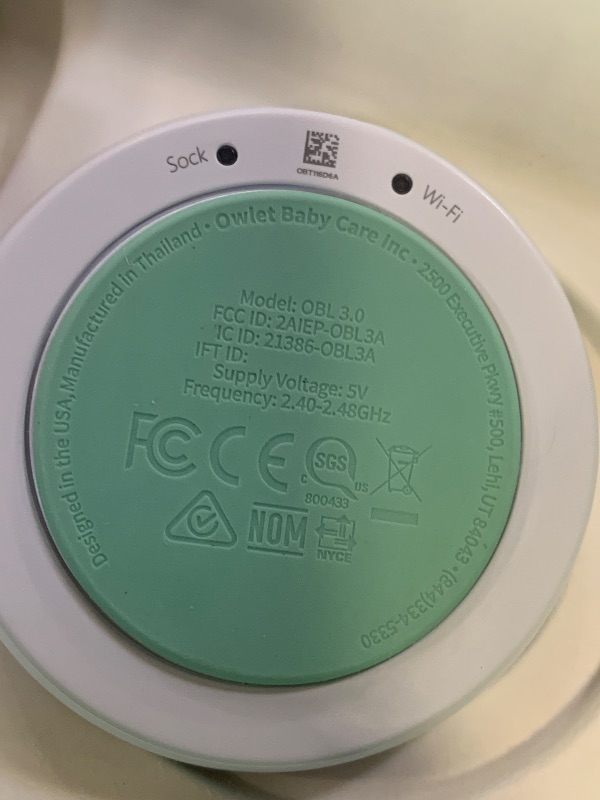 Sock
Wi-Fi
Designed in the USA, Manufactured in Thailand • Owlet Baby Care Inc • 2500 Executive Pkwy #500, Lehi, UT 84043 • (844)334-5330
Model: OBL 3.0
FCC ID: 2AIEP-OBL3A
IC ID: 21386-OBL3A
IFT ID:
Supply Voltage: 5V
Frequency: 2.40-2.48GHz
FC CE c SGS us
800433
NOM
NYCE